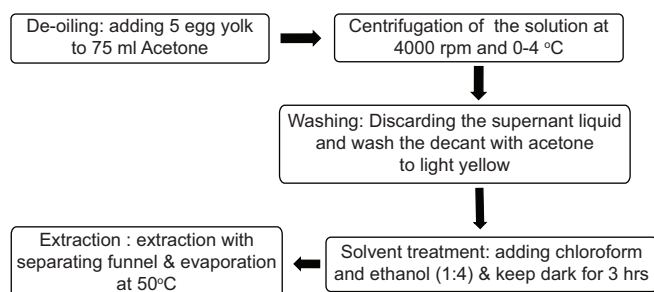 De-oiling: adding 5 egg yolk
to 75 ml Acetone
Centrifugation of the solution at
4000 rpm and 0-4 °C
Washing: Discarding the supernant liquid
and wash the decant with acetone
to light yellow
Solvent treatment: adding chloroform
and ethanol (1:4) & keep dark for 3 hrs
Extraction : extraction with
separating funnel & evaporation
at 50°C